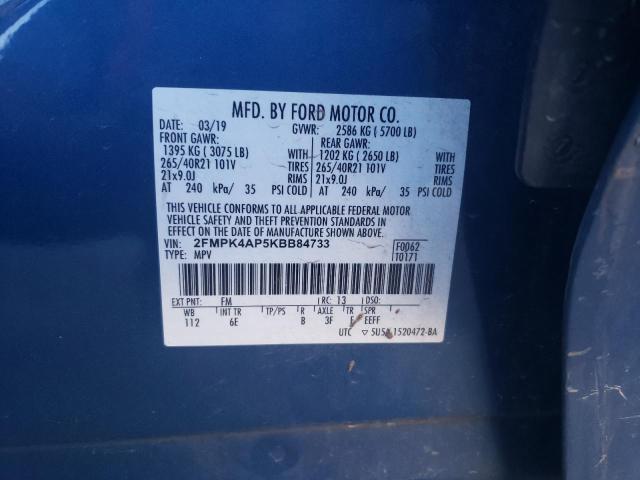 MFD. BY FORD MOTOR CO.
DATE: 03/19 GVWR: 2586 KG ( 5700 LB)
FRONT GAWR: REAR GAWR:
1395 KG ( 3075 LB) WITH 1202 KG ( 2650 LB) WITH
265/40R21 101V TIRES 265/40R21 101V TIRES
21x9.0J RIMS 21x9.0J RIMS
AT 240 kPa/ 35 PSI COLD AT 240 kPa/ 35 PSI COLD
THIS VEHICLE CONFORMS TO ALL APPLICABLE FEDERAL MOTOR
VEHICLE SAFETY AND THEFT PREVENTION STANDARDS IN
EFFECT ON THE DATE OF MANUFACTURE SHOWN ABOVE.
VIN: 2FMPK4AP5KBB84733 F0062
TYPE: MPV T0171
EXT PNT: FM RC: 13 DSO:
WB INT TR TP/PS R AXLE TR SPR
112 6E B 3F EEFF
UTC ▽ 1520472-BA